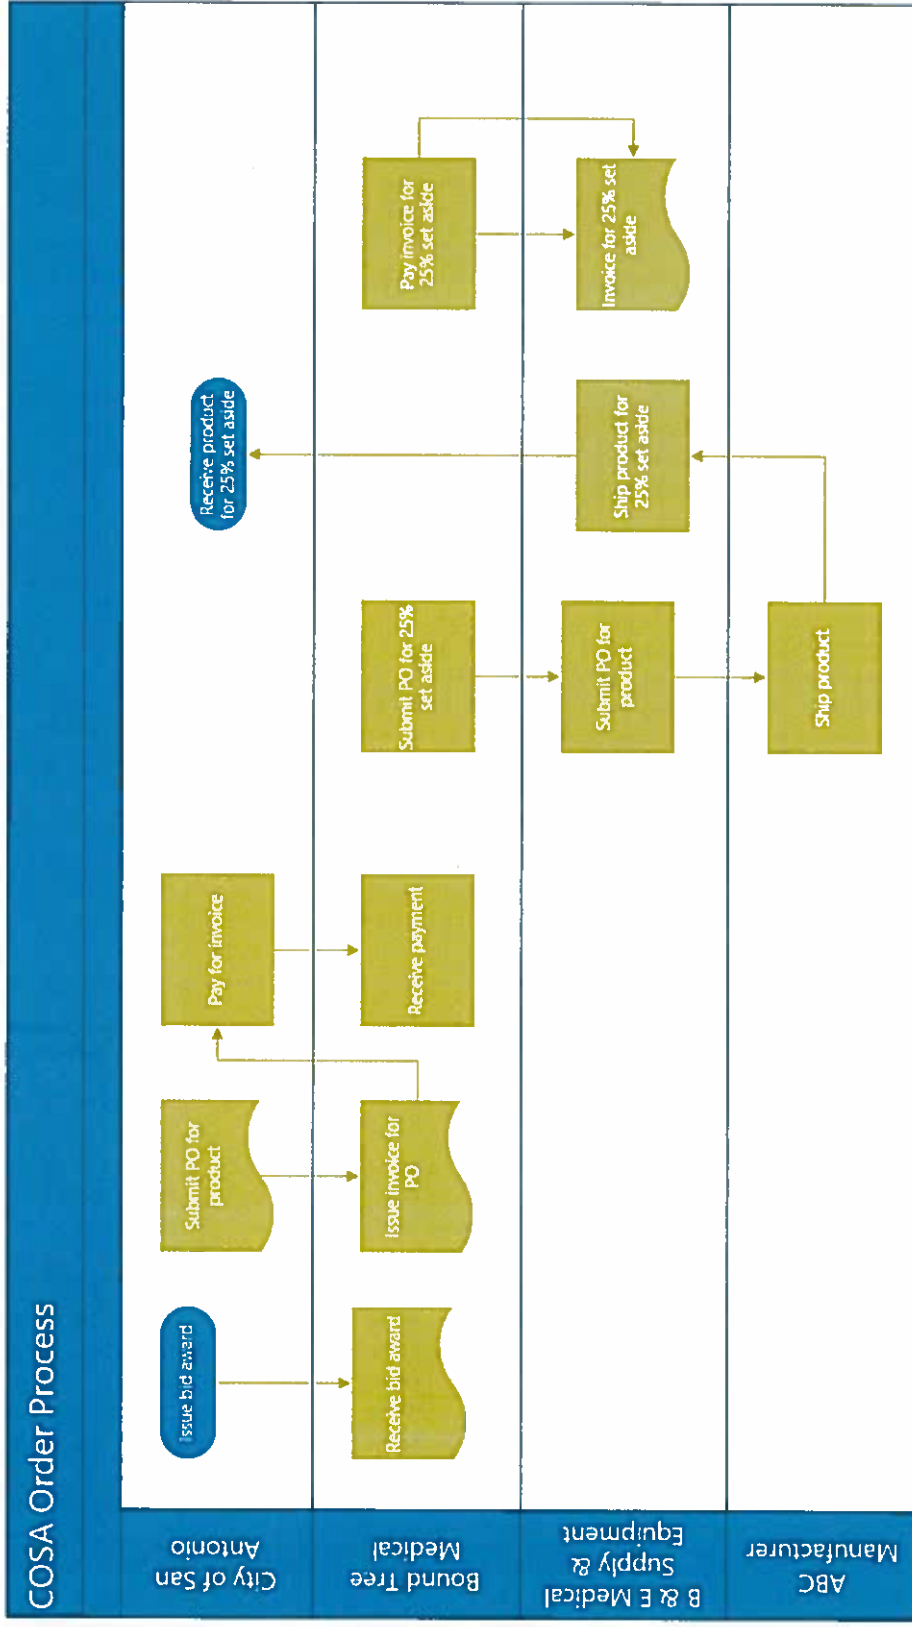 COSA Order Process
City of San
Antonio
Issue bid award
Submit PO for
product
Pay for invoice
Receive product
for 25% set aside
Bound Tree
Medical
Receive bid award
Issue invoice for
PO
Receive payment
Submit PO for 25%
set aside
Pay invoice for
25% set aside
B & E Medical
Supply &
Equipment
Submit PO for
product
Ship product for
25% set aside
Invoice for 25% set
aside
ABC
Manufacturer
Ship product